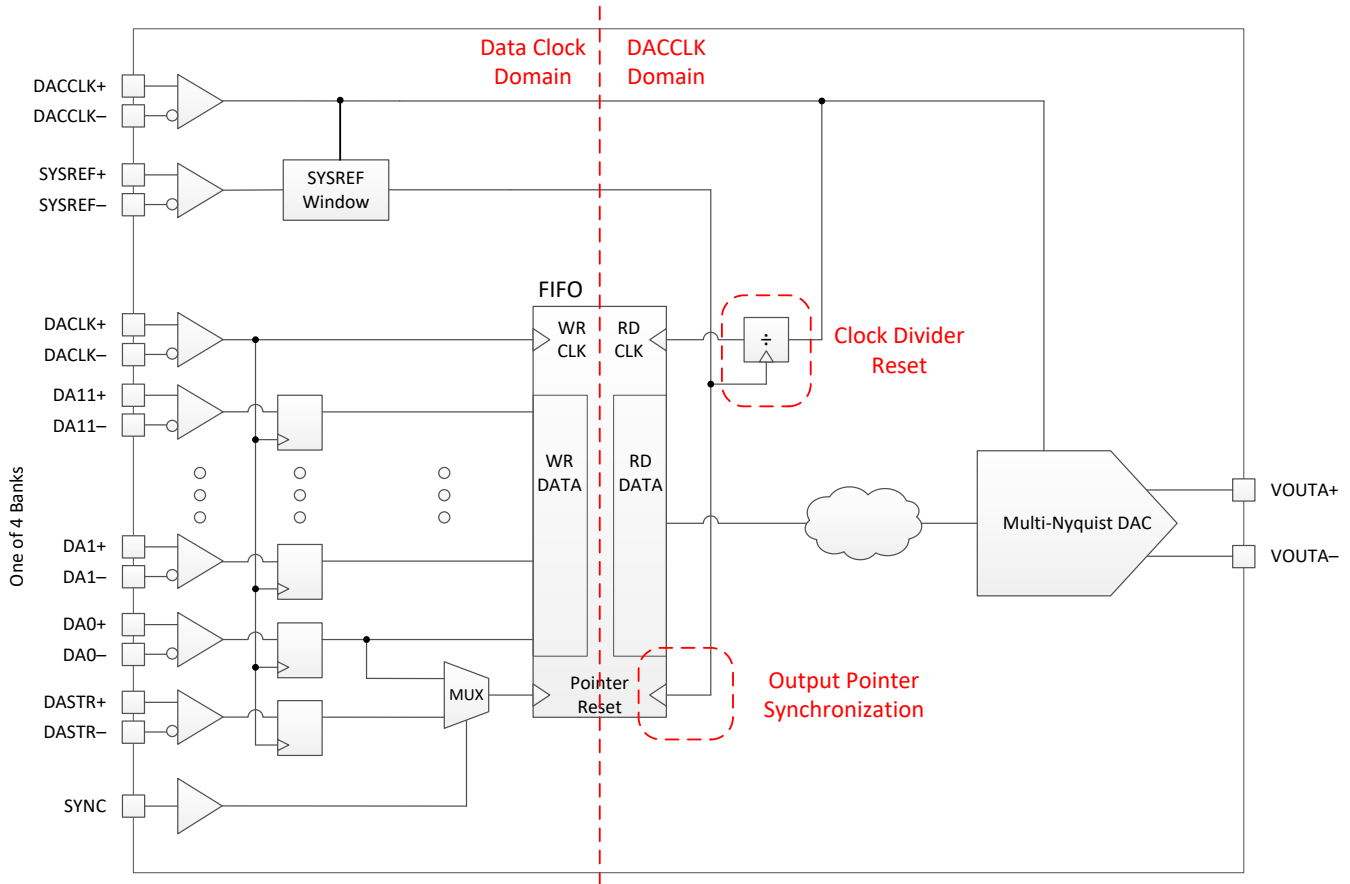 Data Clock
Domain
DACCLK
Domain
DACCLK+
DACCLK–
SYSREF+
SYSREF–
SYSREF
Window
FIFO
DACLK+
DACLK–
WR
CLK
RD
CLK
÷
Clock Divider
Reset
DA11+
DA11–
One of 4 Banks
WR
DATA
RD
DATA
Multi-Nyquist DAC
VOUTA+
VOUTA–
DA1+
DA1–
DA0+
DA0–
DASTR+
DASTR–
MUX
Pointer
Reset
Output Pointer
Synchronization
SYNC